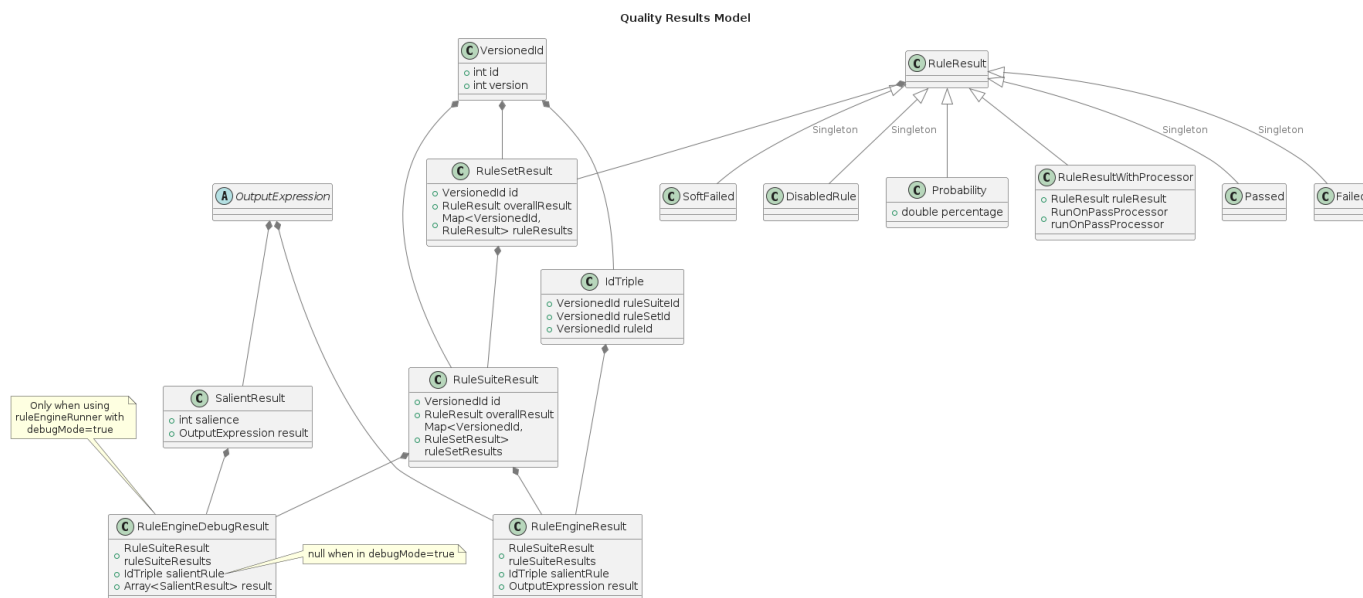 Quality Results Model
C VersionedId
int id
int version
C RuleResult
Singleton
Singleton
Singleton
Singleton
C RuleSetResult
VersionedId id
RuleResult overallResult
Map<VersionedId,
RuleResult> ruleResults
A OutputExpression
C SoftFailed
C DisabledRule
C Probability
double percentage
C RuleResultWithProcessor
RuleResult ruleResult
RunOnPassProcessor
runOnPassProcessor
C Passed
C Failed
C IdTriple
VersionedId ruleSuiteId
VersionedId ruleSetId
VersionedId ruleId
C SalientResult
int salience
OutputExpression result
C RuleSuiteResult
VersionedId id
RuleResult overallResult
Map<VersionedId,
RuleSetResult>
ruleSetResults
Only when using
ruleEngineRunner with
debugMode=true
C RuleEngineDebugResult
RuleSuiteResult
ruleSuiteResults
IdTriple salientRule
Array<SalientResult> result
null when in debugMode=true
C RuleEngineResult
RuleSuiteResult
ruleSuiteResults
IdTriple salientRule
OutputExpression result